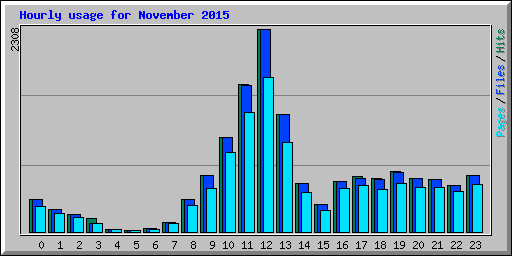 Hourly usage for November 2015
2308
Pages/Files/Hits
0 1 2 3 4 5 6 7 8 9 10 11 12 13 14 15 16 17 18 19 20 21 22 23